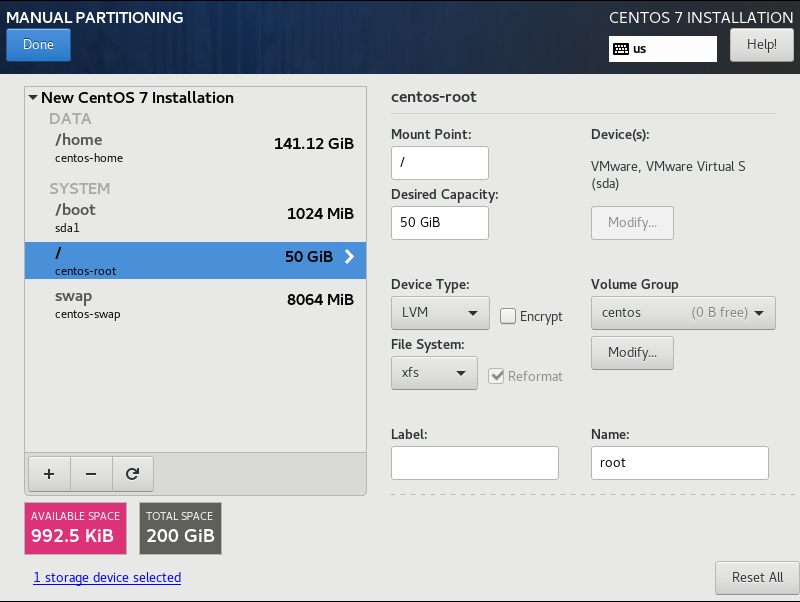 MANUAL PARTITIONING
CENTOS 7 INSTALLATION
Done
us
Help!
New CentOS 7 Installation
DATA
/home
141.12 GiB
centos-home
SYSTEM
/boot
1024 MiB
sda1
/
50 GiB
centos-root
swap
8064 MiB
centos-swap
+
−
AVAILABLE SPACE
992.5 KiB
TOTAL SPACE
200 GiB
1 storage device selected
centos-root
Mount Point:
/
Desired Capacity:
50 GiB
Device(s):
VMware, VMware Virtual S
(sda)
Modify...
Device Type:
LVM
Encrypt
File System:
xfs
Reformat
Volume Group
centos (0 B free)
Modify...
Label:
Name:
root
Reset All